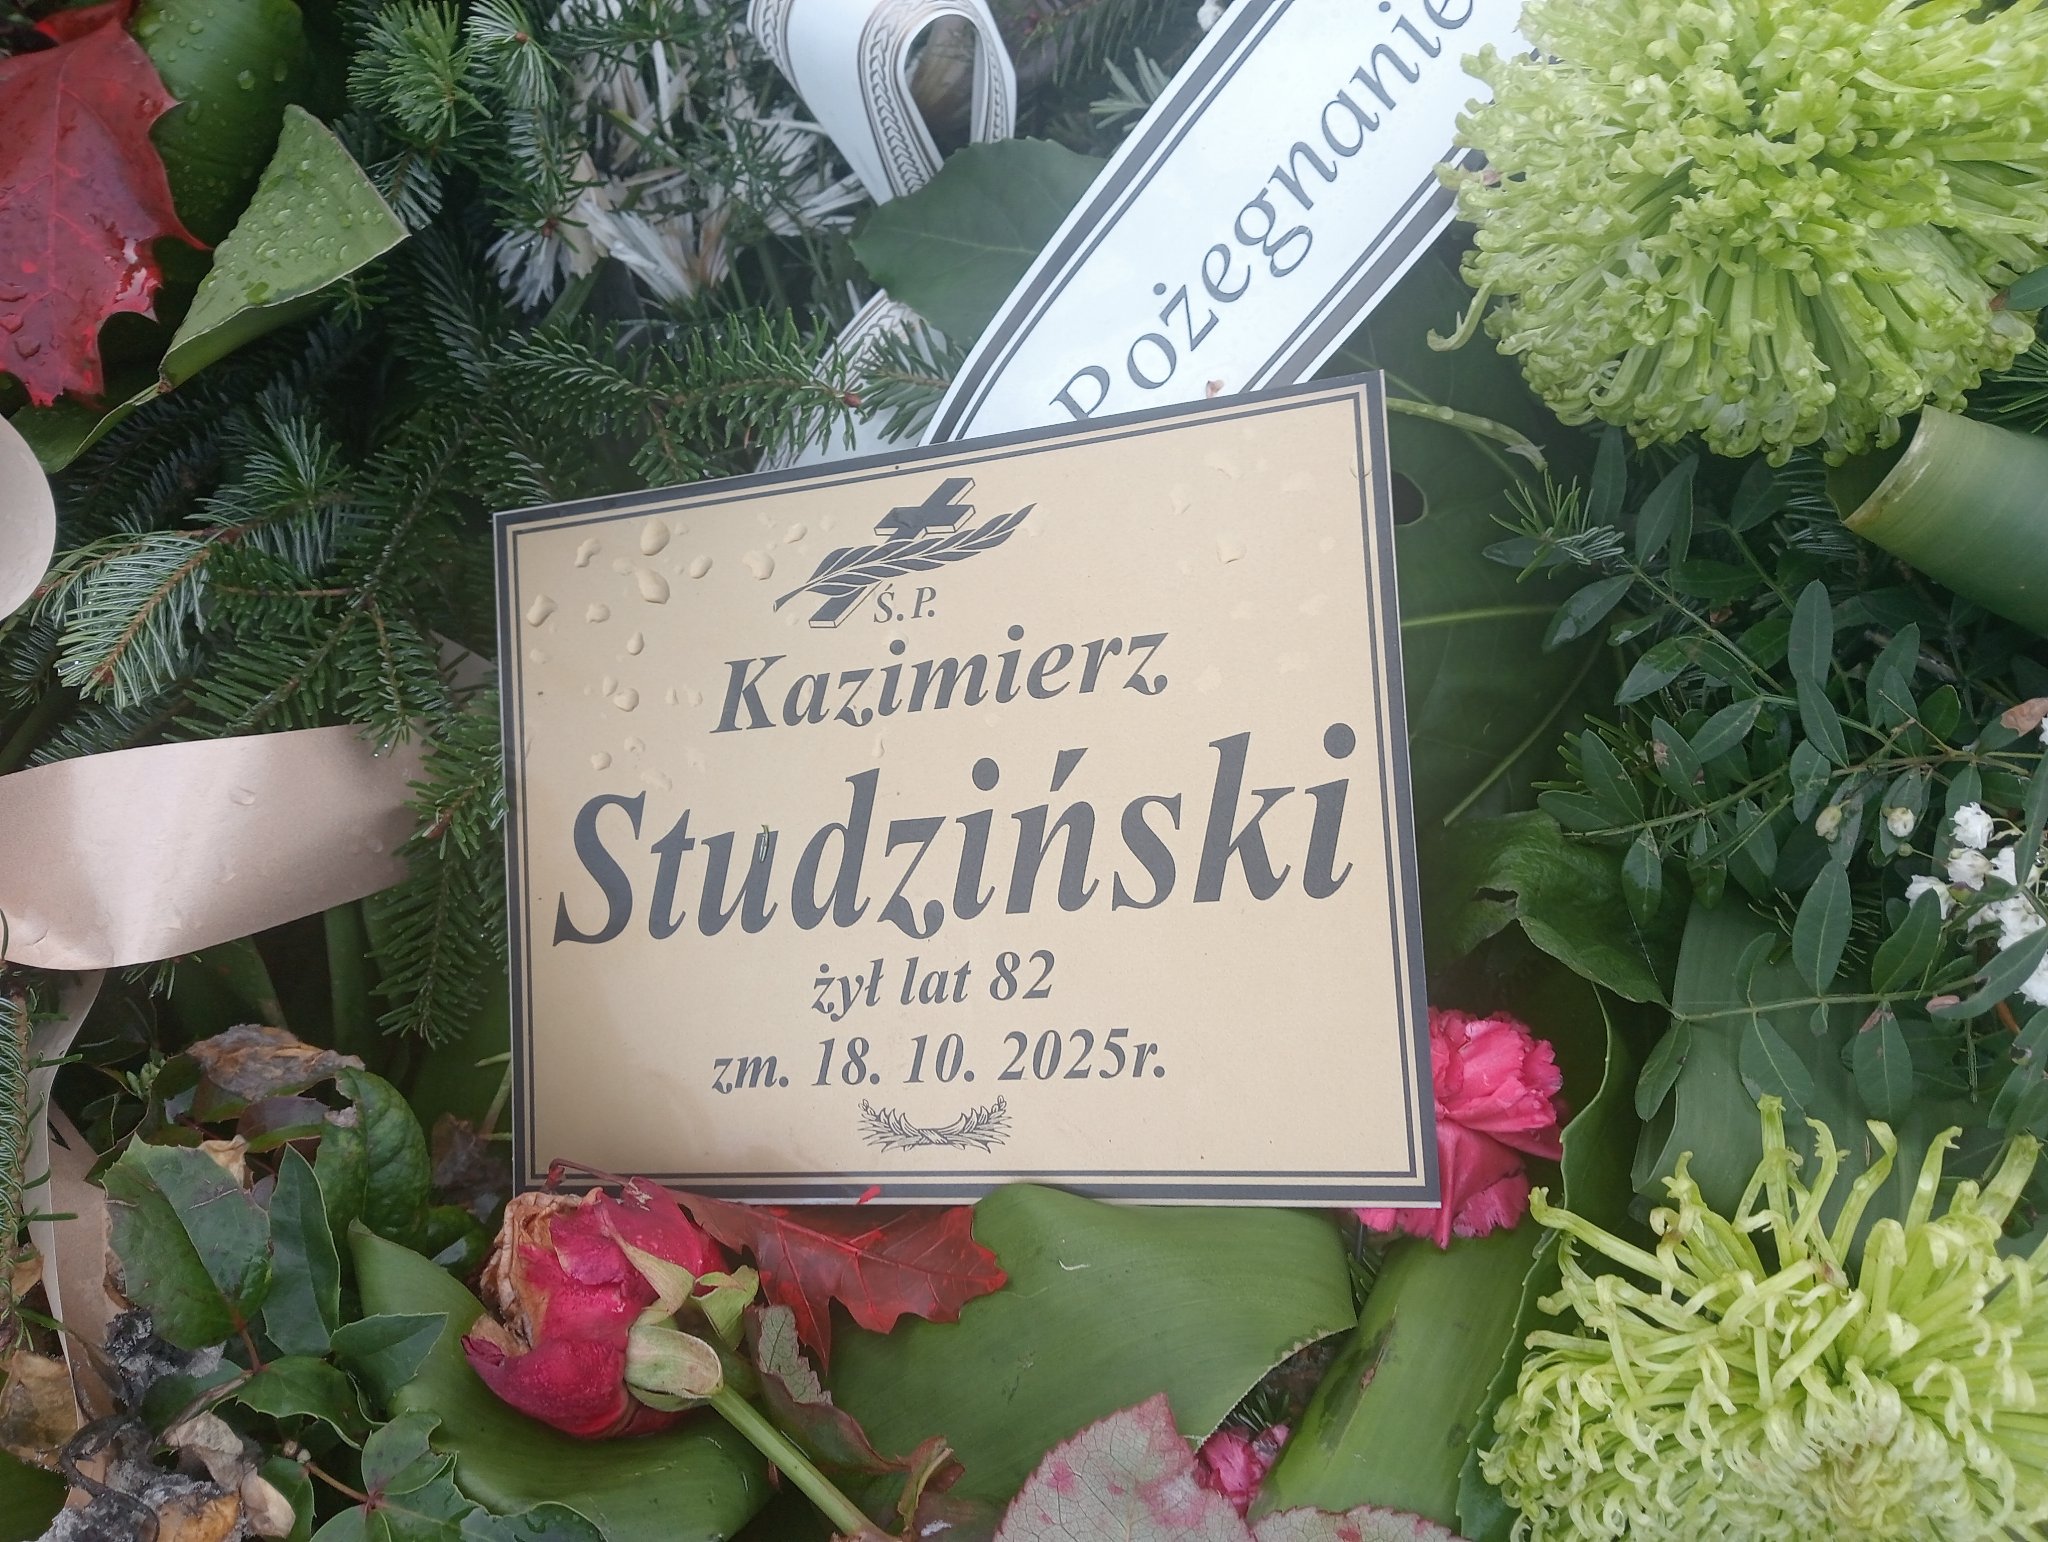 Pożegnanie
Ś.P.
Kazimierz
Studziński
żył lat 82
zm. 18. 10. 2025r.